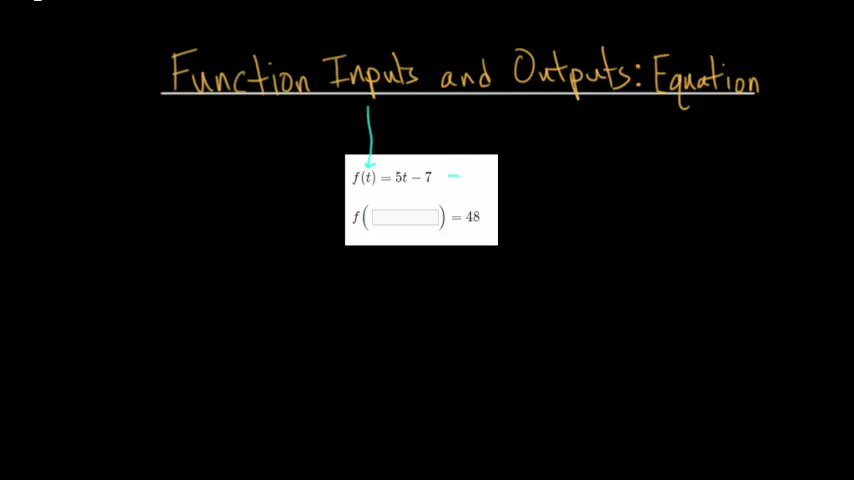 Function Inputs and Outputs: Equation
f(t) = 5t − 7
f( ) = 48